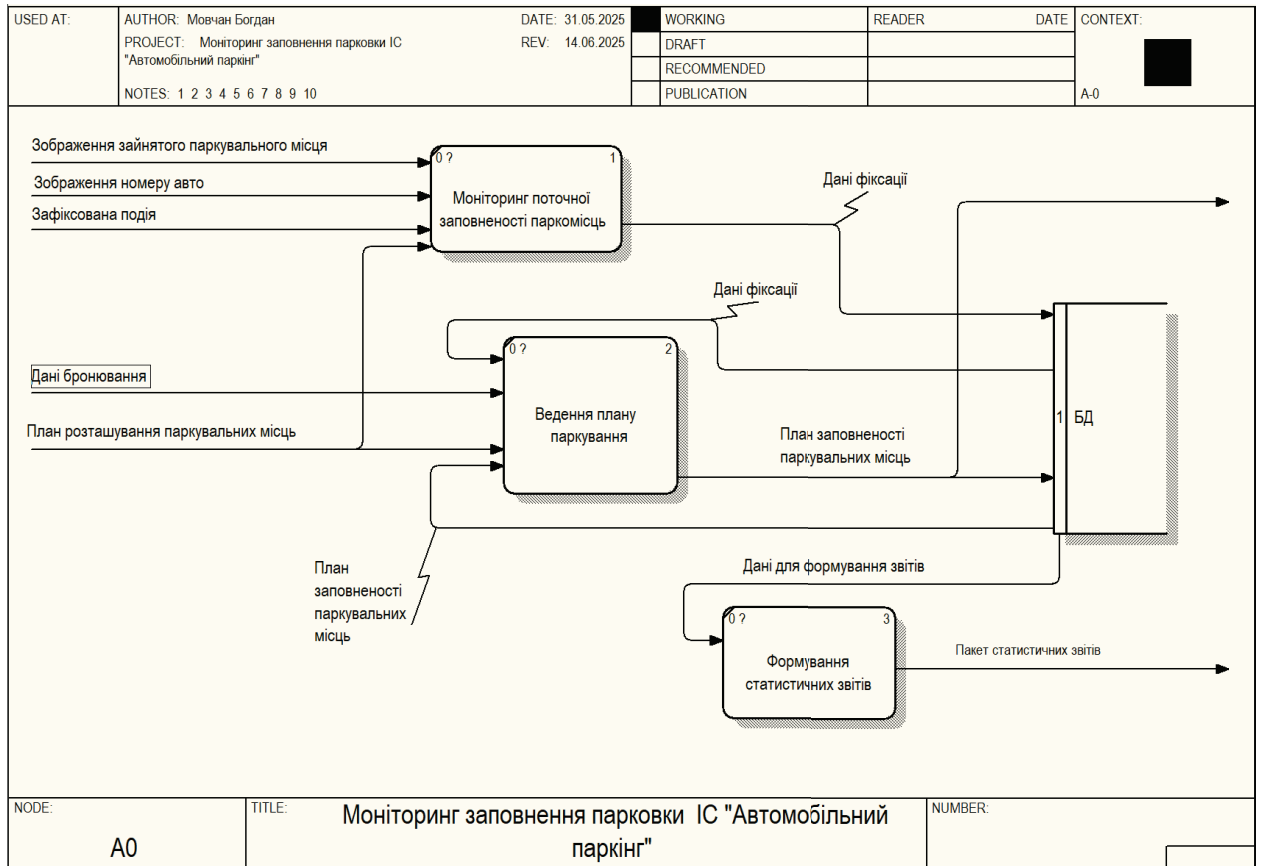 USED AT:
AUTHOR: Мовчан Богдан
DATE: 31.05.2025
PROJECT: Моніторинг заповнення парковки ІС
"Автомобільний паркінг"
REV: 14.06.2025
NOTES: 1 2 3 4 5 6 7 8 9 10
WORKING
DRAFT
RECOMMENDED
PUBLICATION
READER
DATE
CONTEXT:
A-0
Зображення зайнятого паркувального місця
Зображення номеру авто
Зафіксована подія
0 ?
1
Моніторинг поточної
заповненості паркомісць
Дані фіксації
Дані фіксації
0 ?
2
Ведення плану
паркування
Дані бронювання
План розташування паркувальних місць
План заповненості
паркувальних місць
1
БД
План
заповненості
паркувальних
місць
Дані для формування звітів
0 ?
3
Формування
статистичних звітів
Пакет статистичних звітів
NODE:
A0
TITLE:
Моніторинг заповнення парковки ІС "Автомобільний
паркінг"
NUMBER: